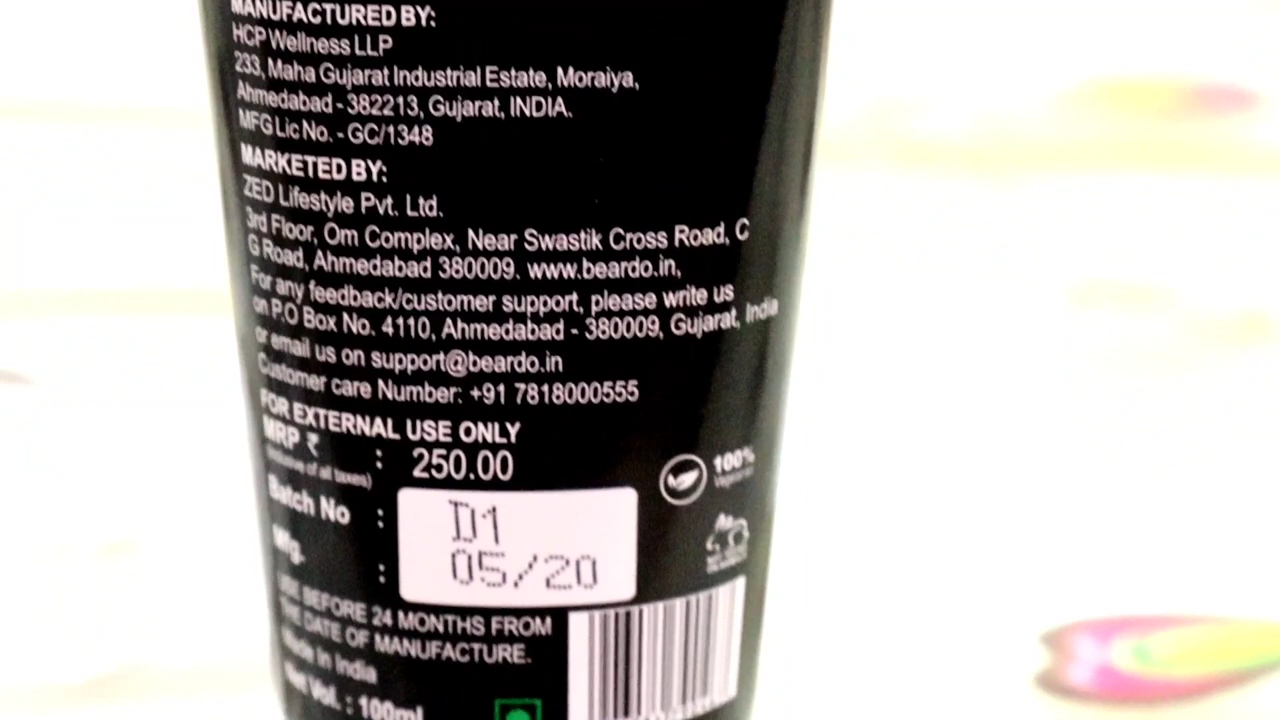 MANUFACTURED BY:
HCP Wellness LLP
233, Maha Gujarat Industrial Estate, Moraiya,
Ahmedabad - 382213, Gujarat, INDIA.
MFG Lic No. - GC/1348
MARKETED BY:
ZED Lifestyle Pvt. Ltd.
3rd Floor, Om Complex, Near Swastik Cross Road, C
G Road, Ahmedabad 380009. www.beardo.in,
For any feedback/customer support, please write us
on P.O Box No. 4110, Ahmedabad - 380009, Gujarat, India
or email us on support@beardo.in
Customer care Number: +91 7818000555
FOR EXTERNAL USE ONLY
MRP ₹ : 250.00
(inclusive of all taxes)
Batch No : D1
Mfg. : 05/20
USE BEFORE 24 MONTHS FROM
THE DATE OF MANUFACTURE.
Made in India
Net Vol. : 100ml
100%